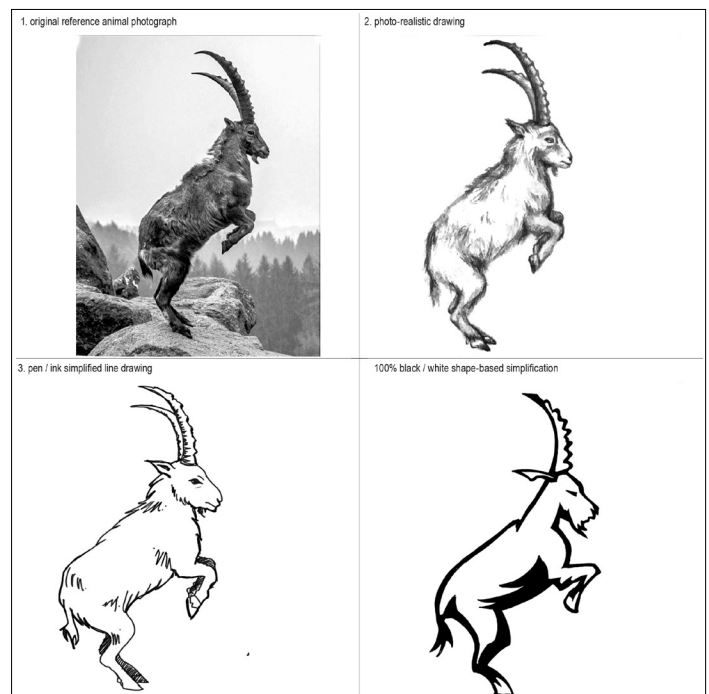 1. original reference animal photograph
2. photo-realistic drawing
3. pen / ink simplified line drawing
100% black / white shape-based simplification